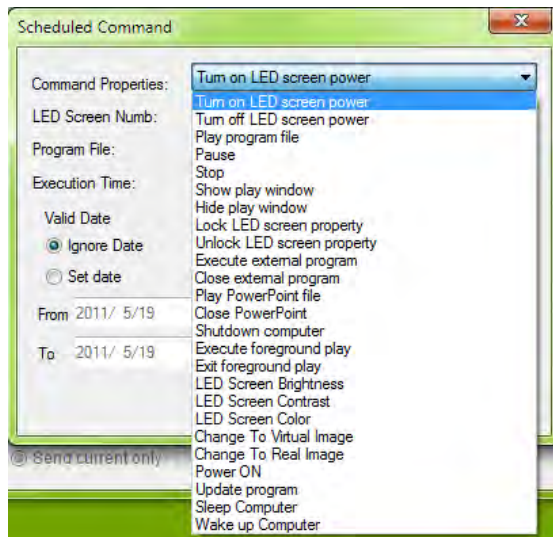 Scheduled Command
Command Properties:
Turn on LED screen power
Turn on LED screen power
LED Screen Numb:
Turn off LED screen power
Play program file
Program File:
Pause
Stop
Execution Time:
Show play window
Hide play window
Valid Date
Lock LED screen property
Ignore Date
Unlock LED screen property
Execute external program
Set date
Close external program
Play PowerPoint file
From 2011/ 5/19
Close PowerPoint
Shutdown computer
To 2011/ 5/19
Execute foreground play
Exit foreground play
LED Screen Brightness
LED Screen Contrast
LED Screen Color
Change To Virtual Image
Send current only
Change To Real Image
Power ON
Update program
Sleep Computer
Wake up Computer